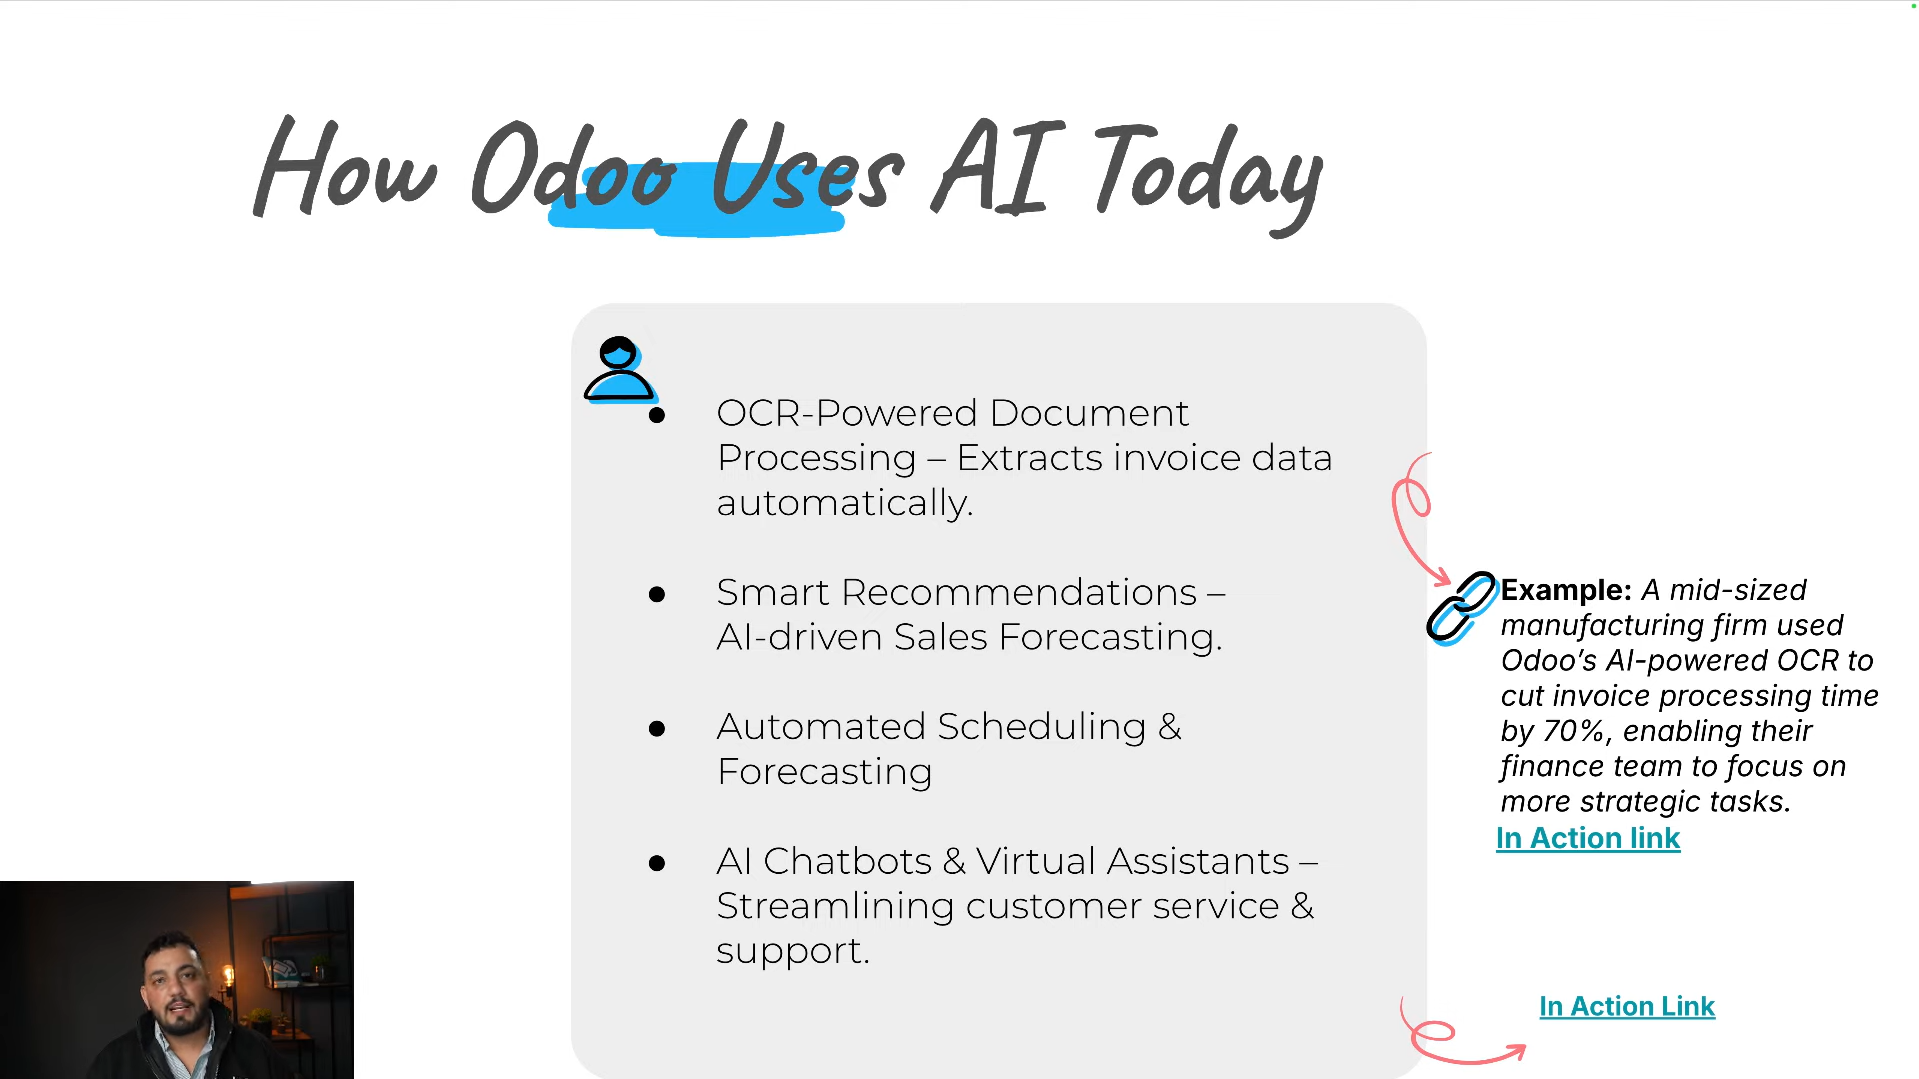 How Odoo Uses AI Today
● OCR-Powered Document
Processing – Extracts invoice data
automatically.
● Smart Recommendations –
AI-driven Sales Forecasting.
● Automated Scheduling &
Forecasting
● AI Chatbots & Virtual Assistants –
Streamlining customer service &
support.
Example: A mid-sized
manufacturing firm used
Odoo’s AI-powered OCR to
cut invoice processing time
by 70%, enabling their
finance team to focus on
more strategic tasks.
In Action link
In Action Link